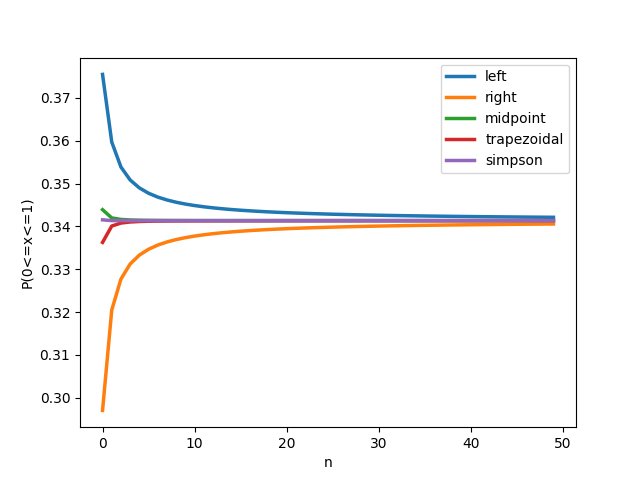 left
right
midpoint
trapezoidal
simpson
0.37
0.36
0.35
0.34
0.33
0.32
0.31
0.30
P(0<=x<=1)
0 10 20 30 40 50
n